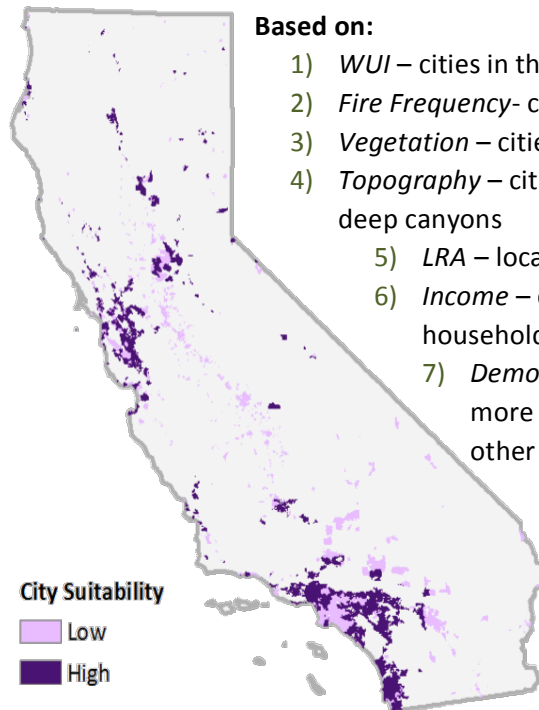 Based on:
1) WUI – cities in th
2) Fire Frequency- c
3) Vegetation – citie
4) Topography – cit
deep canyons
5) LRA – loca
6) Income –
household
7) Demo
more
other
City Suitability
Low
High